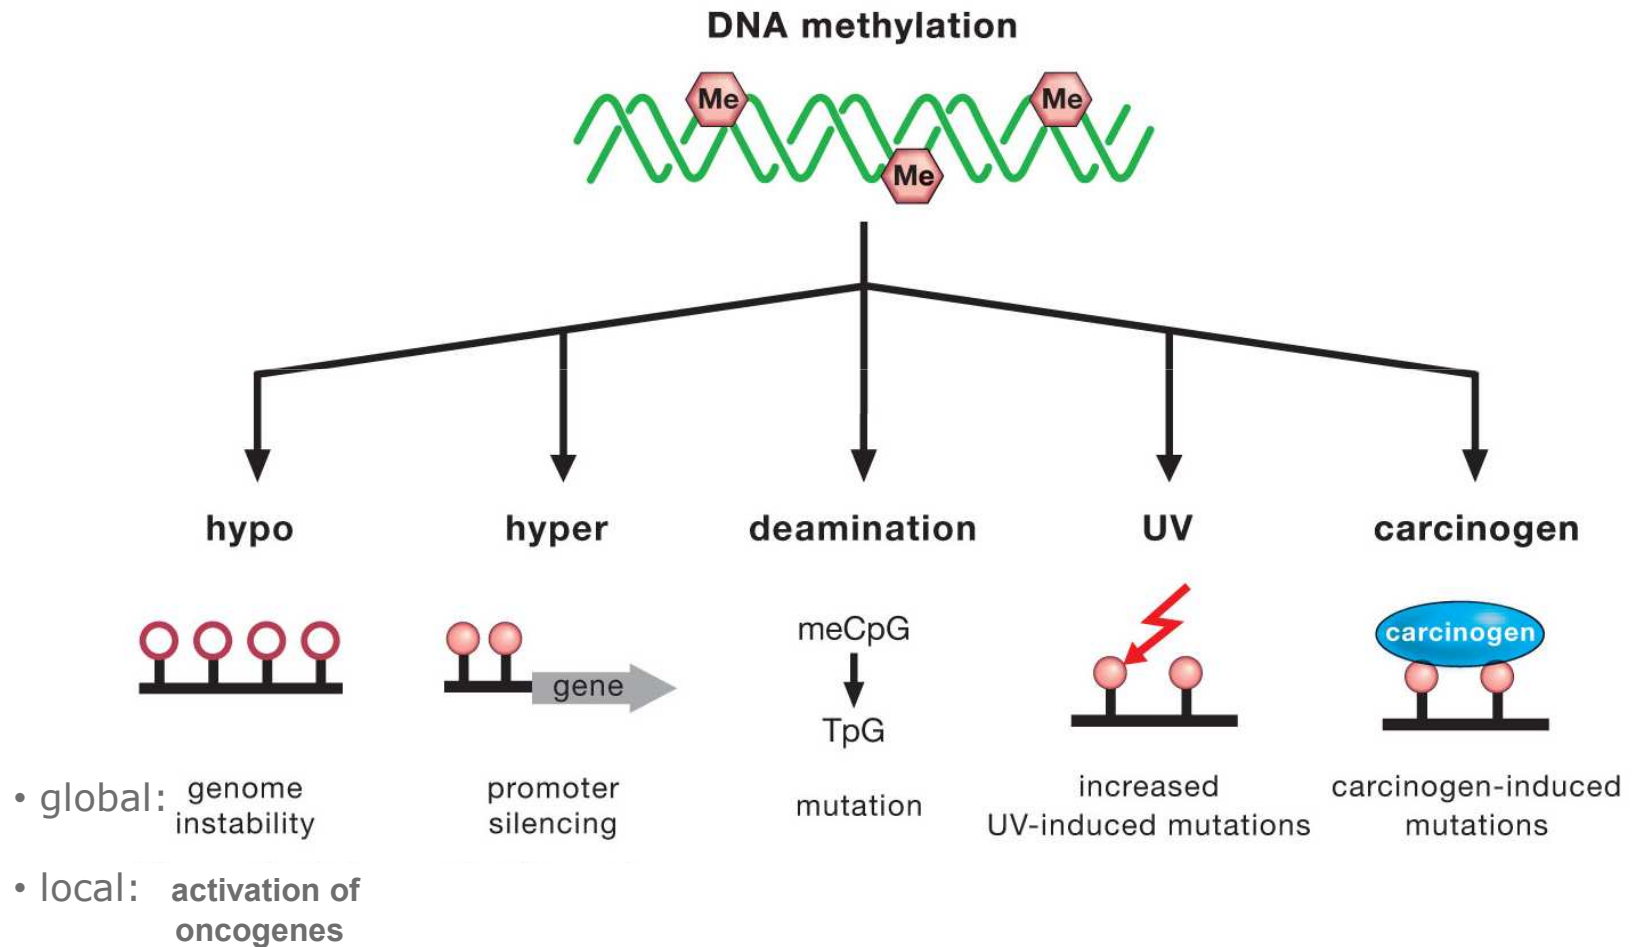 DNA methylation
Me
Me
Me
hypo
hyper
deamination
UV
carcinogen
gene
meCpG
TpG
carcinogen
• global:
genome
instability
promoter
silencing
mutation
increased
UV-induced mutations
carcinogen-induced
mutations
• local:
activation of
oncogenes